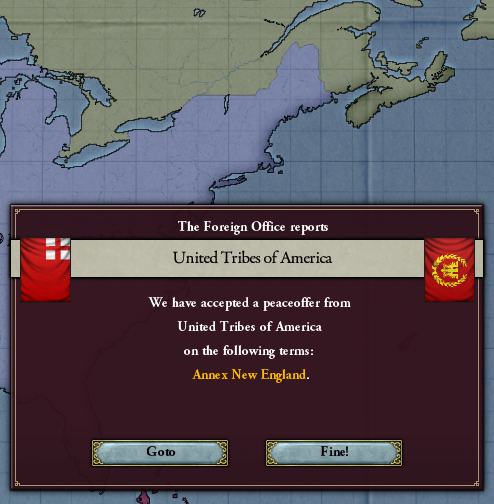 The Foreign Office reports
United Tribes of America
We have accepted a peaceoffer from
United Tribes of America
on the following terms:
Annex New England.
Goto
Fine!